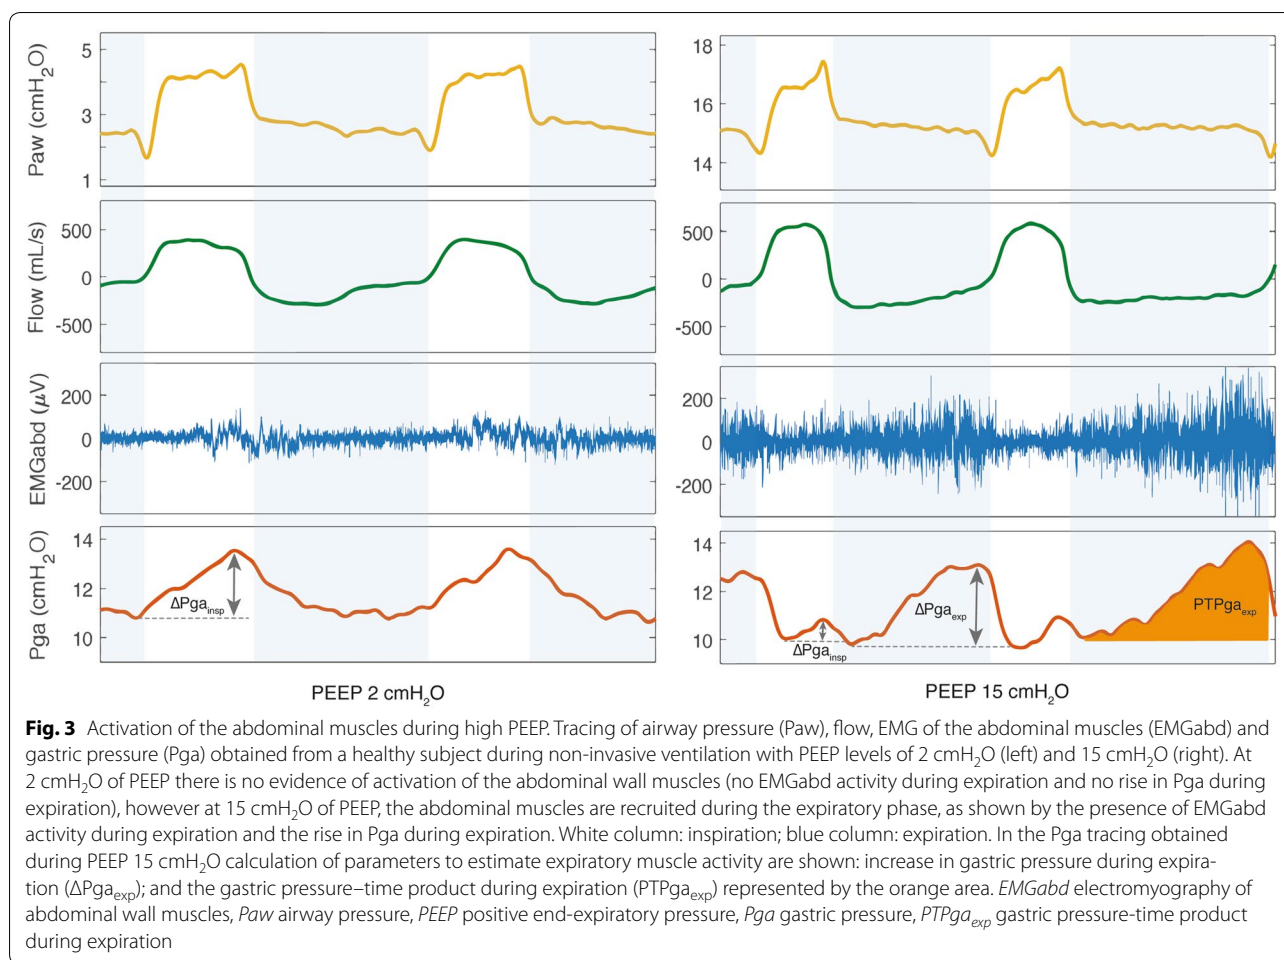 5
3
1
Paw (cmH2O)
18
16
14
500
0
-500
Flow (mL/s)
500
0
-500
200
0
-200
EMGabd (μV)
200
0
-200
14
12
10
Pga (cmH2O)
ΔPgainsp
14
12
10
ΔPgainsp
ΔPgaexp
PTPgaexp
PEEP 2 cmH2O
PEEP 15 cmH2O
Fig. 3 Activation of the abdominal muscles during high PEEP. Tracing of airway pressure (Paw), flow, EMG of the abdominal muscles (EMGabd) and
gastric pressure (Pga) obtained from a healthy subject during non-invasive ventilation with PEEP levels of 2 cmH2O (left) and 15 cmH2O (right). At
2 cmH2O of PEEP there is no evidence of activation of the abdominal wall muscles (no EMGabd activity during expiration and no rise in Pga during
expiration), however at 15 cmH2O of PEEP, the abdominal muscles are recruited during the expiratory phase, as shown by the presence of EMGabd
activity during expiration and the rise in Pga during expiration. White column: inspiration; blue column: expiration. In the Pga tracing obtained
during PEEP 15 cmH2O calculation of parameters to estimate expiratory muscle activity are shown: increase in gastric pressure during expira-
tion (ΔPgaexp); and the gastric pressure–time product during expiration (PTPgaexp) represented by the orange area. EMGabd electromyography of
abdominal wall muscles, Paw airway pressure, PEEP positive end-expiratory pressure, Pga gastric pressure, PTPgaexp gastric pressure-time product
during expiration